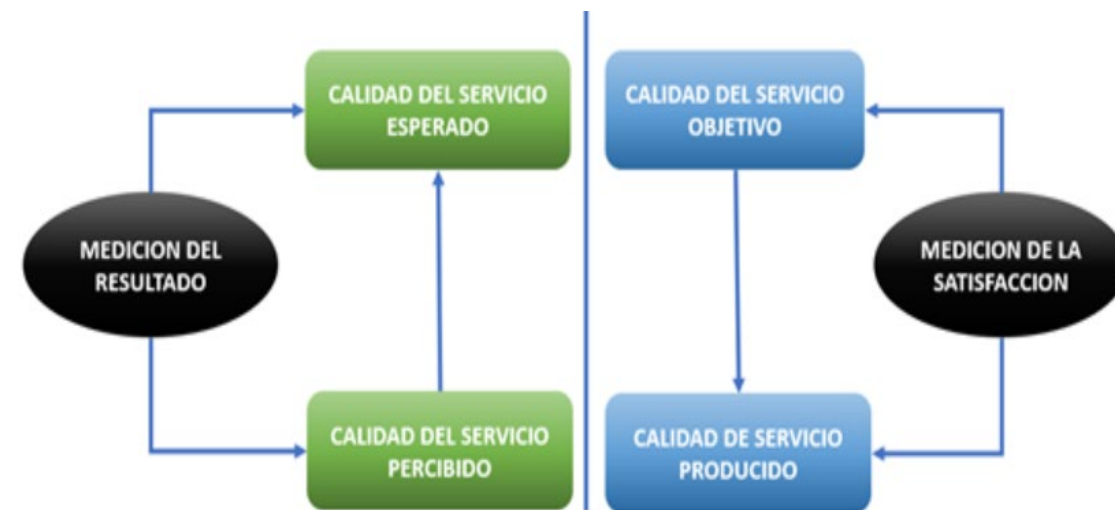 CALIDAD DEL SERVICIO
ESPERADO
CALIDAD DEL SERVICIO
OBJETIVO
MEDICION DEL
RESULTADO
MEDICION DE LA
SATISFACCION
CALIDAD DEL SERVICIO
PERCIBIDO
CALIDAD DE SERVICIO
PRODUCIDO